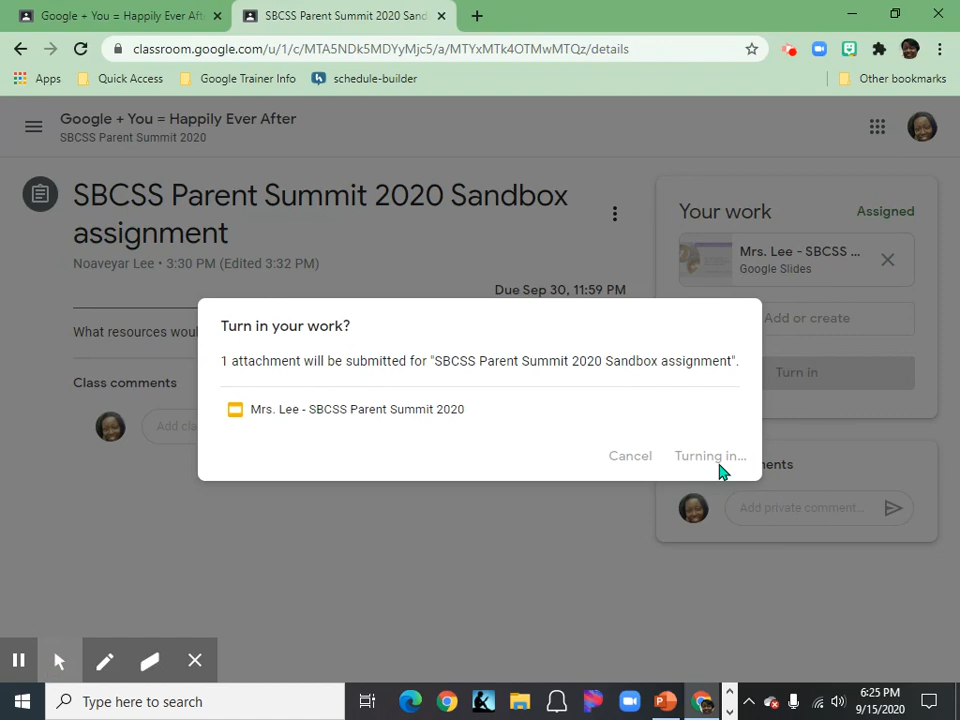 Google + You = Happily Ever Afte
SBCSS Parent Summit 2020 Sand
classroom.google.com/u/1/c/MTA5NDk5MDYyMjc5/a/MTYxMTk4OTMwMTQz/details
Apps
Quick Access
Google Trainer Info
schedule-builder
Other bookmarks
Google + You = Happily Ever After
SBCSS Parent Summit 2020
SBCSS Parent Summit 2020 Sandbox
assignment
Noaveyar Lee • 3:30 PM (Edited 3:32 PM)
Due Sep 30, 11:59 PM
What resources wou
Class comments
Add cla
Your work
Assigned
Mrs. Lee - SBCSS ...
Google Slides
Add or create
Turn in
Turn in your work?
1 attachment will be submitted for "SBCSS Parent Summit 2020 Sandbox assignment".
Mrs. Lee - SBCSS Parent Summit 2020
Cancel
Turning in...
ments
Add private comment...
Type here to search
6:25 PM
9/15/2020